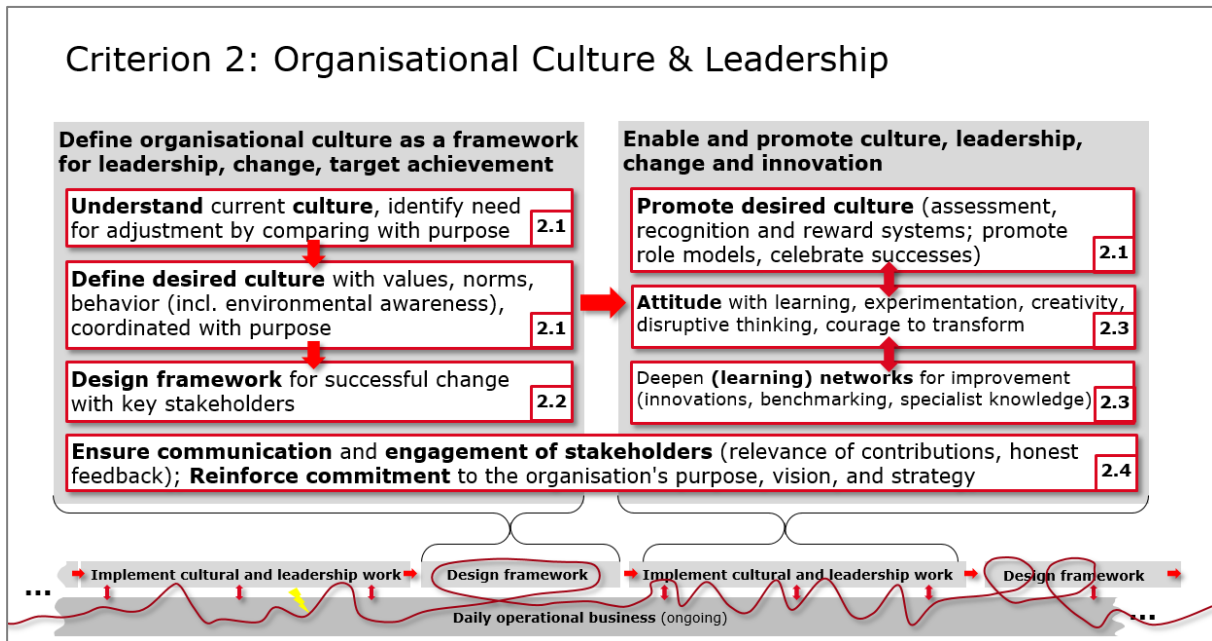 Criterion 2: Organisational Culture & Leadership
Define organisational culture as a framework
for leadership, change, target achievement
Understand current culture, identify need
for adjustment by comparing with purpose
2.1
Define desired culture with values, norms,
behavior (incl. environmental awareness),
coordinated with purpose
2.1
Design framework for successful change
with key stakeholders
2.2
Enable and promote culture, leadership,
change and innovation
Promote desired culture (assessment,
recognition and reward systems; promote
role models, celebrate successes)
2.1
Attitude with learning, experimentation, creativity,
disruptive thinking, courage to transform
2.3
Deepen (learning) networks for improvement
(innovations, benchmarking, specialist knowledge)
2.3
Ensure communication and engagement of stakeholders (relevance of contributions, honest
feedback); Reinforce commitment to the organisation's purpose, vision, and strategy
2.4
... Implement cultural and leadership work Design framework Implement cultural and leadership work Design framework
Daily operational business (ongoing) ...